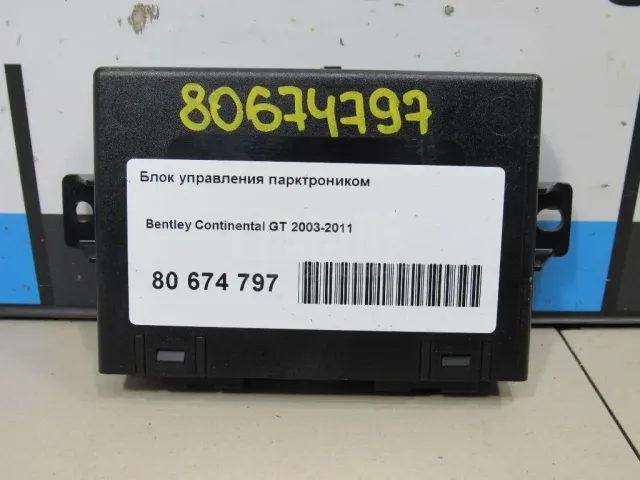 80674797
Блок управления парктроником
Bentley Continental GT 2003-2011
80 674 797